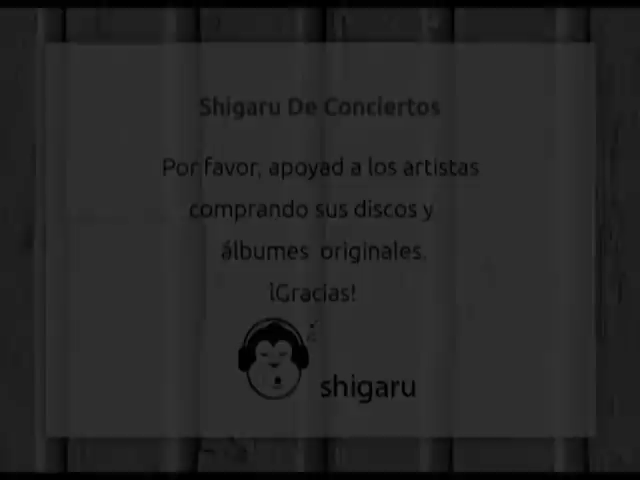 Shigaru De Conciertos
Por favor, apoyad a los artistas
comprando sus discos y
álbumes originales.
¡Gracias!
shigaru